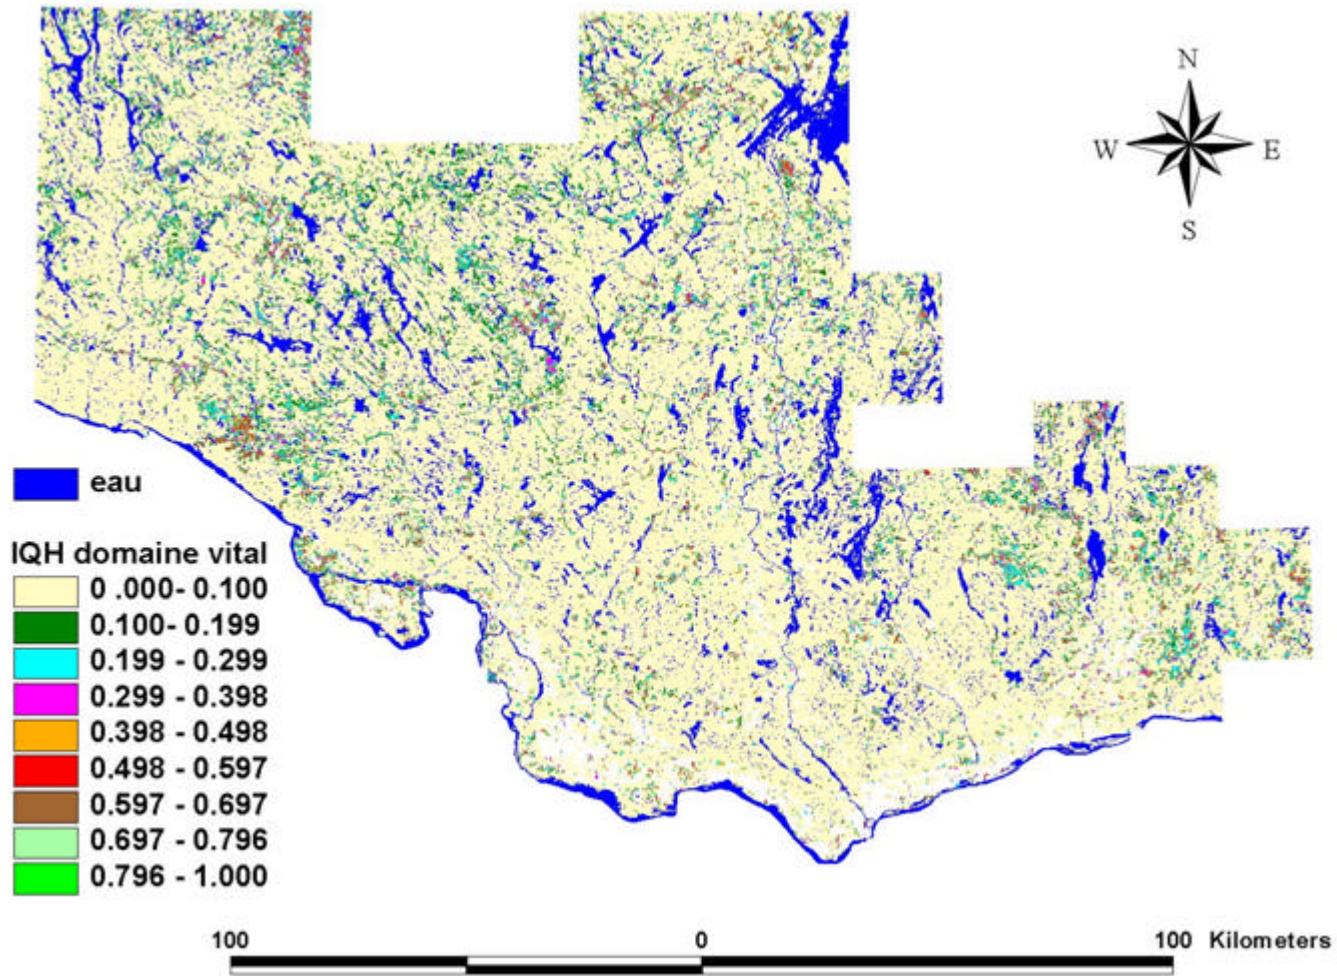 N
W E
S
eau
IQH domaine vital
0 .000- 0.100
0.100- 0.199
0.199 - 0.299
0.299 - 0.398
0.398 - 0.498
0.498 - 0.597
0.597 - 0.697
0.697 - 0.796
0.796 - 1.000
100 0 100 Kilometers